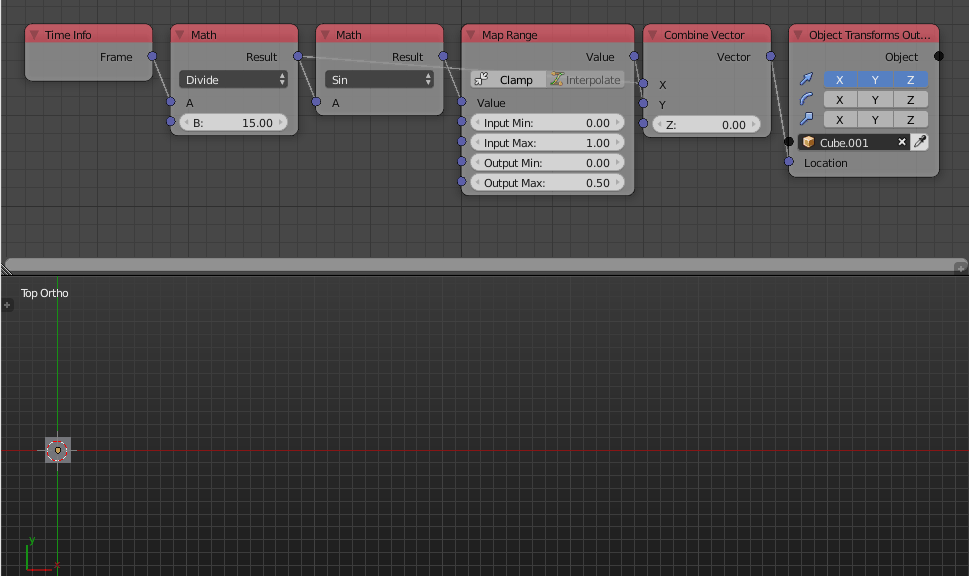 Time Info
Frame
Math
Result
Divide
A
B: 15.00
Math
Result
Sin
A
Map Range
Value
Clamp Interpolate
Value
Input Min: 0.00
Input Max: 1.00
Output Min: 0.00
Output Max: 0.50
Combine Vector
Vector
X
Y
Z: 0.00
Object Transforms Out...
Object
X Y Z
X Y Z
X Y Z
Cube.001
Location
Top Ortho
y
x